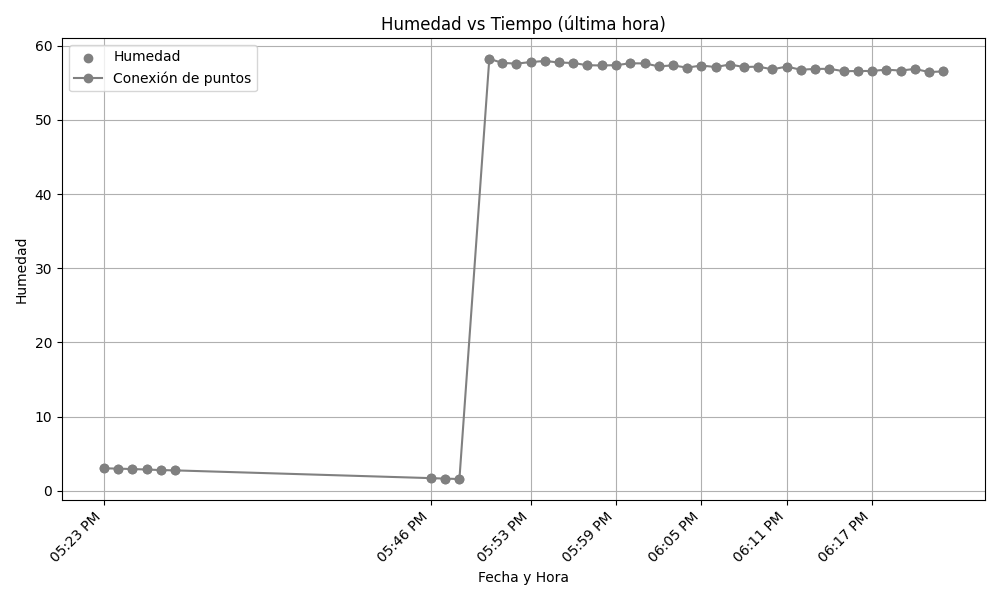 Humedad vs Tiempo (última hora)
Humedad
Conexión de puntos
60
50
40
30
20
10
0
Humedad
05:23 PM
05:46 PM
05:53 PM
05:59 PM
06:05 PM
06:11 PM
06:17 PM
Fecha y Hora